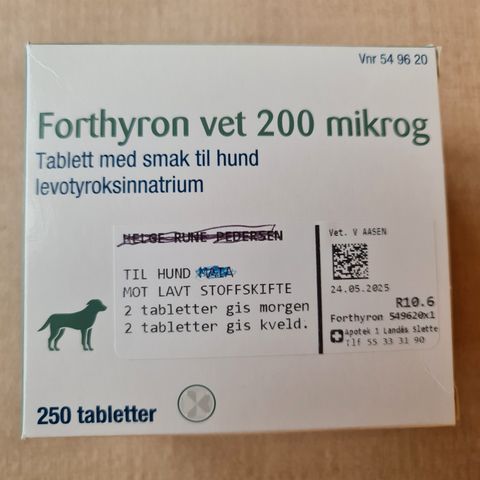 Vnr 54 96 20
Forthyron vet 200 mikrog
Tablett med smak til hund
levotyroksinnatrium
TIL HUND
MOT LAVT STOFFSKIFTE
2 tabletter gis morgen
2 tabletter gis kveld.
Vet. V AASEN
24.05.2025
R10.6
Forthyron 549620x1
Apotek 1 Landås Slette
Tlf 55 33 31 90
250 tabletter